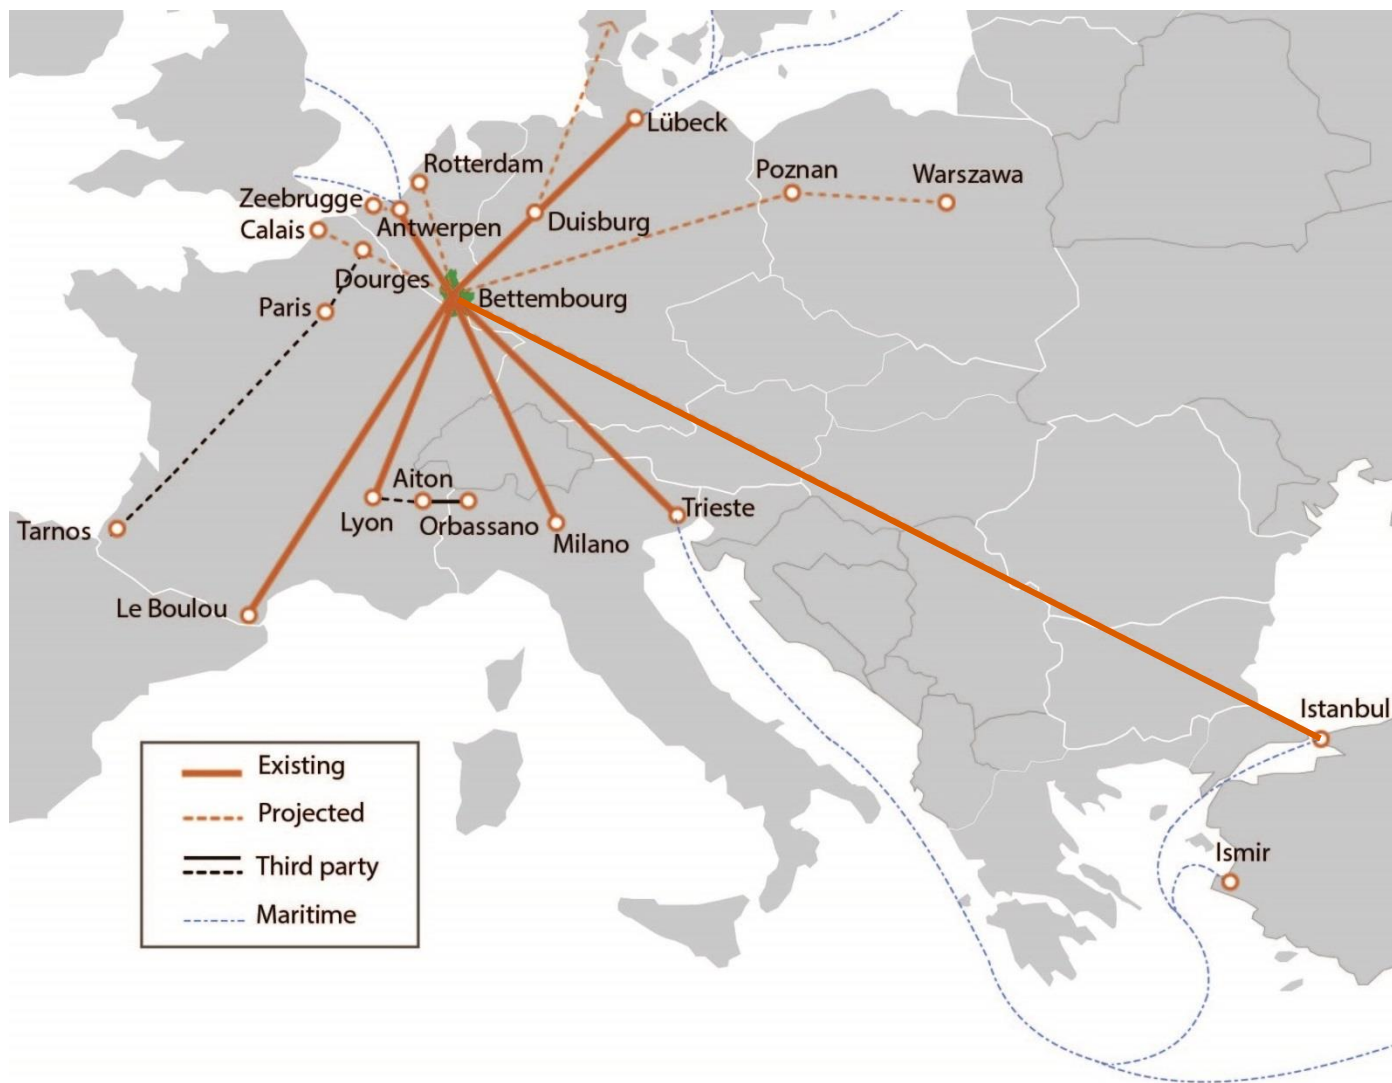 Lübeck
Rotterdam
Poznan
Warszawa
Zeebrugge
Antwerpen
Duisburg
Calais
Dourges
Bettembourg
Paris
Aiton
Lyon
Orbassano
Milano
Trieste
Tarnos
Le Boulou
Istanbul
Ismir
Existing
Projected
Third party
Maritime